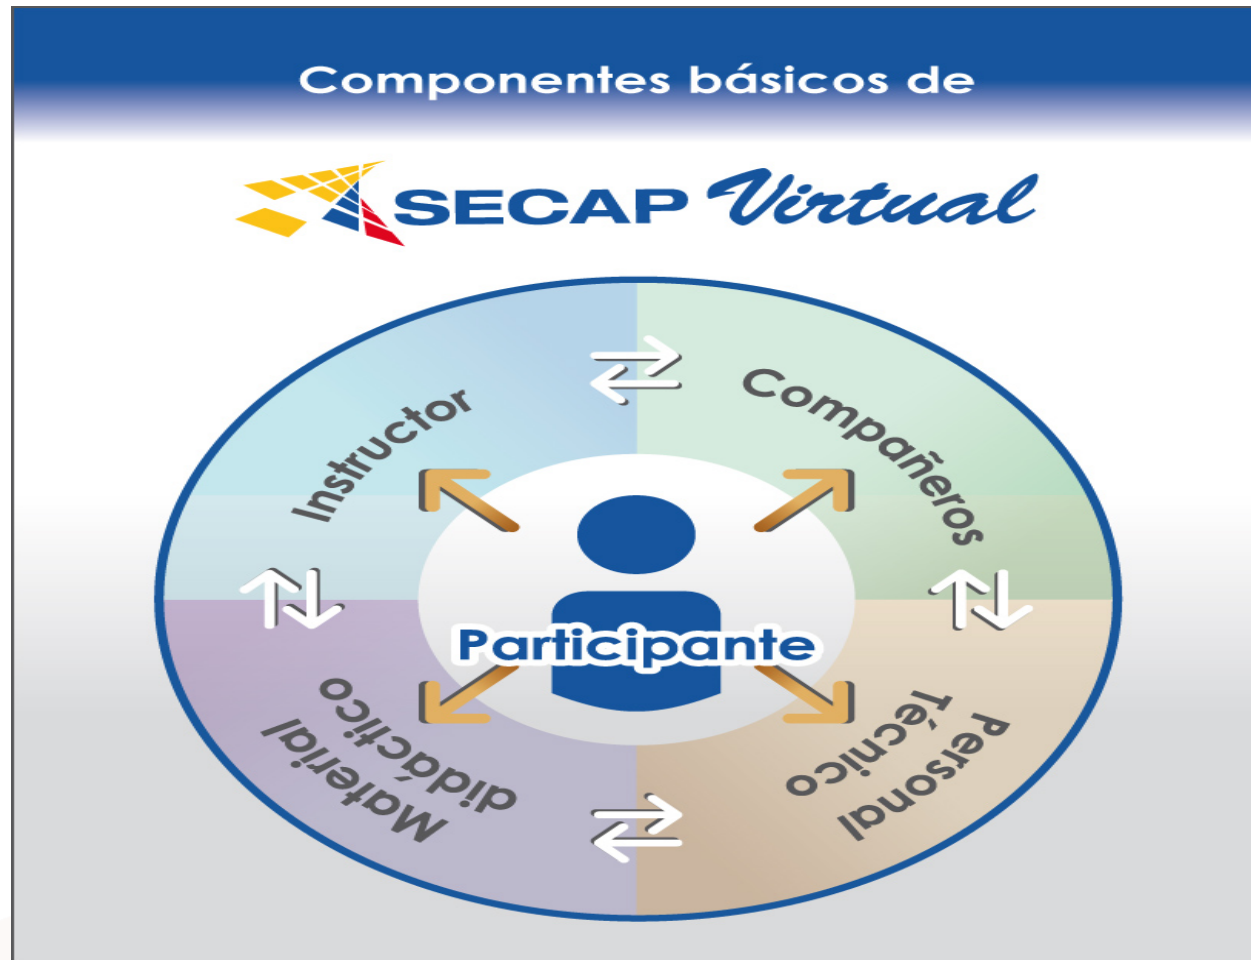 Componentes básicos de
SECAP Virtual
Instructor
Compañeros
Participante
Material
didáctico
Personal
Técnico